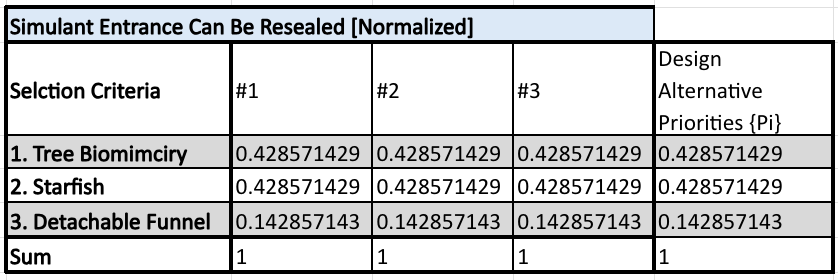 Simulant Entrance Can Be Resealed [Normalized]
Selction Criteria #1 #2 #3 Design Alternative Priorities {Pi}
1. Tree Biomimciry 0.428571429 0.428571429 0.428571429 0.428571429
2. Starfish 0.428571429 0.428571429 0.428571429 0.428571429
3. Detachable Funnel 0.142857143 0.142857143 0.142857143 0.142857143
Sum 1 1 1 1